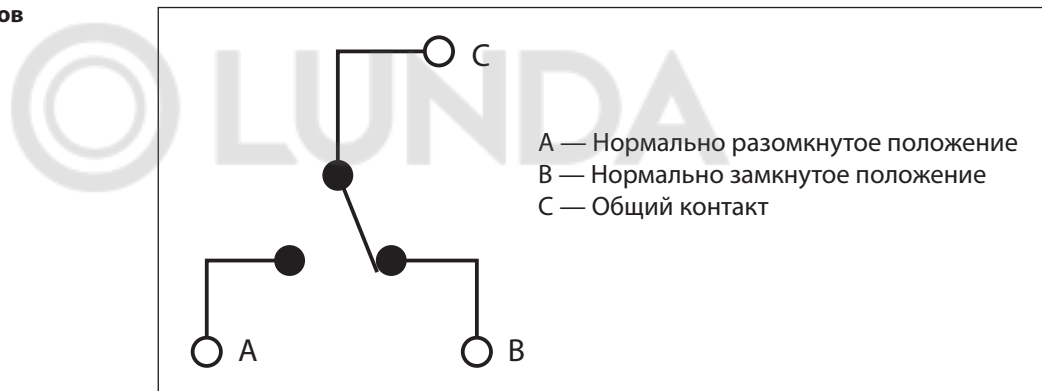 ов
LUNDA
C
A — Нормально разомкнутое положение
B — Нормально замкнутое положение
C — Общий контакт
A
B